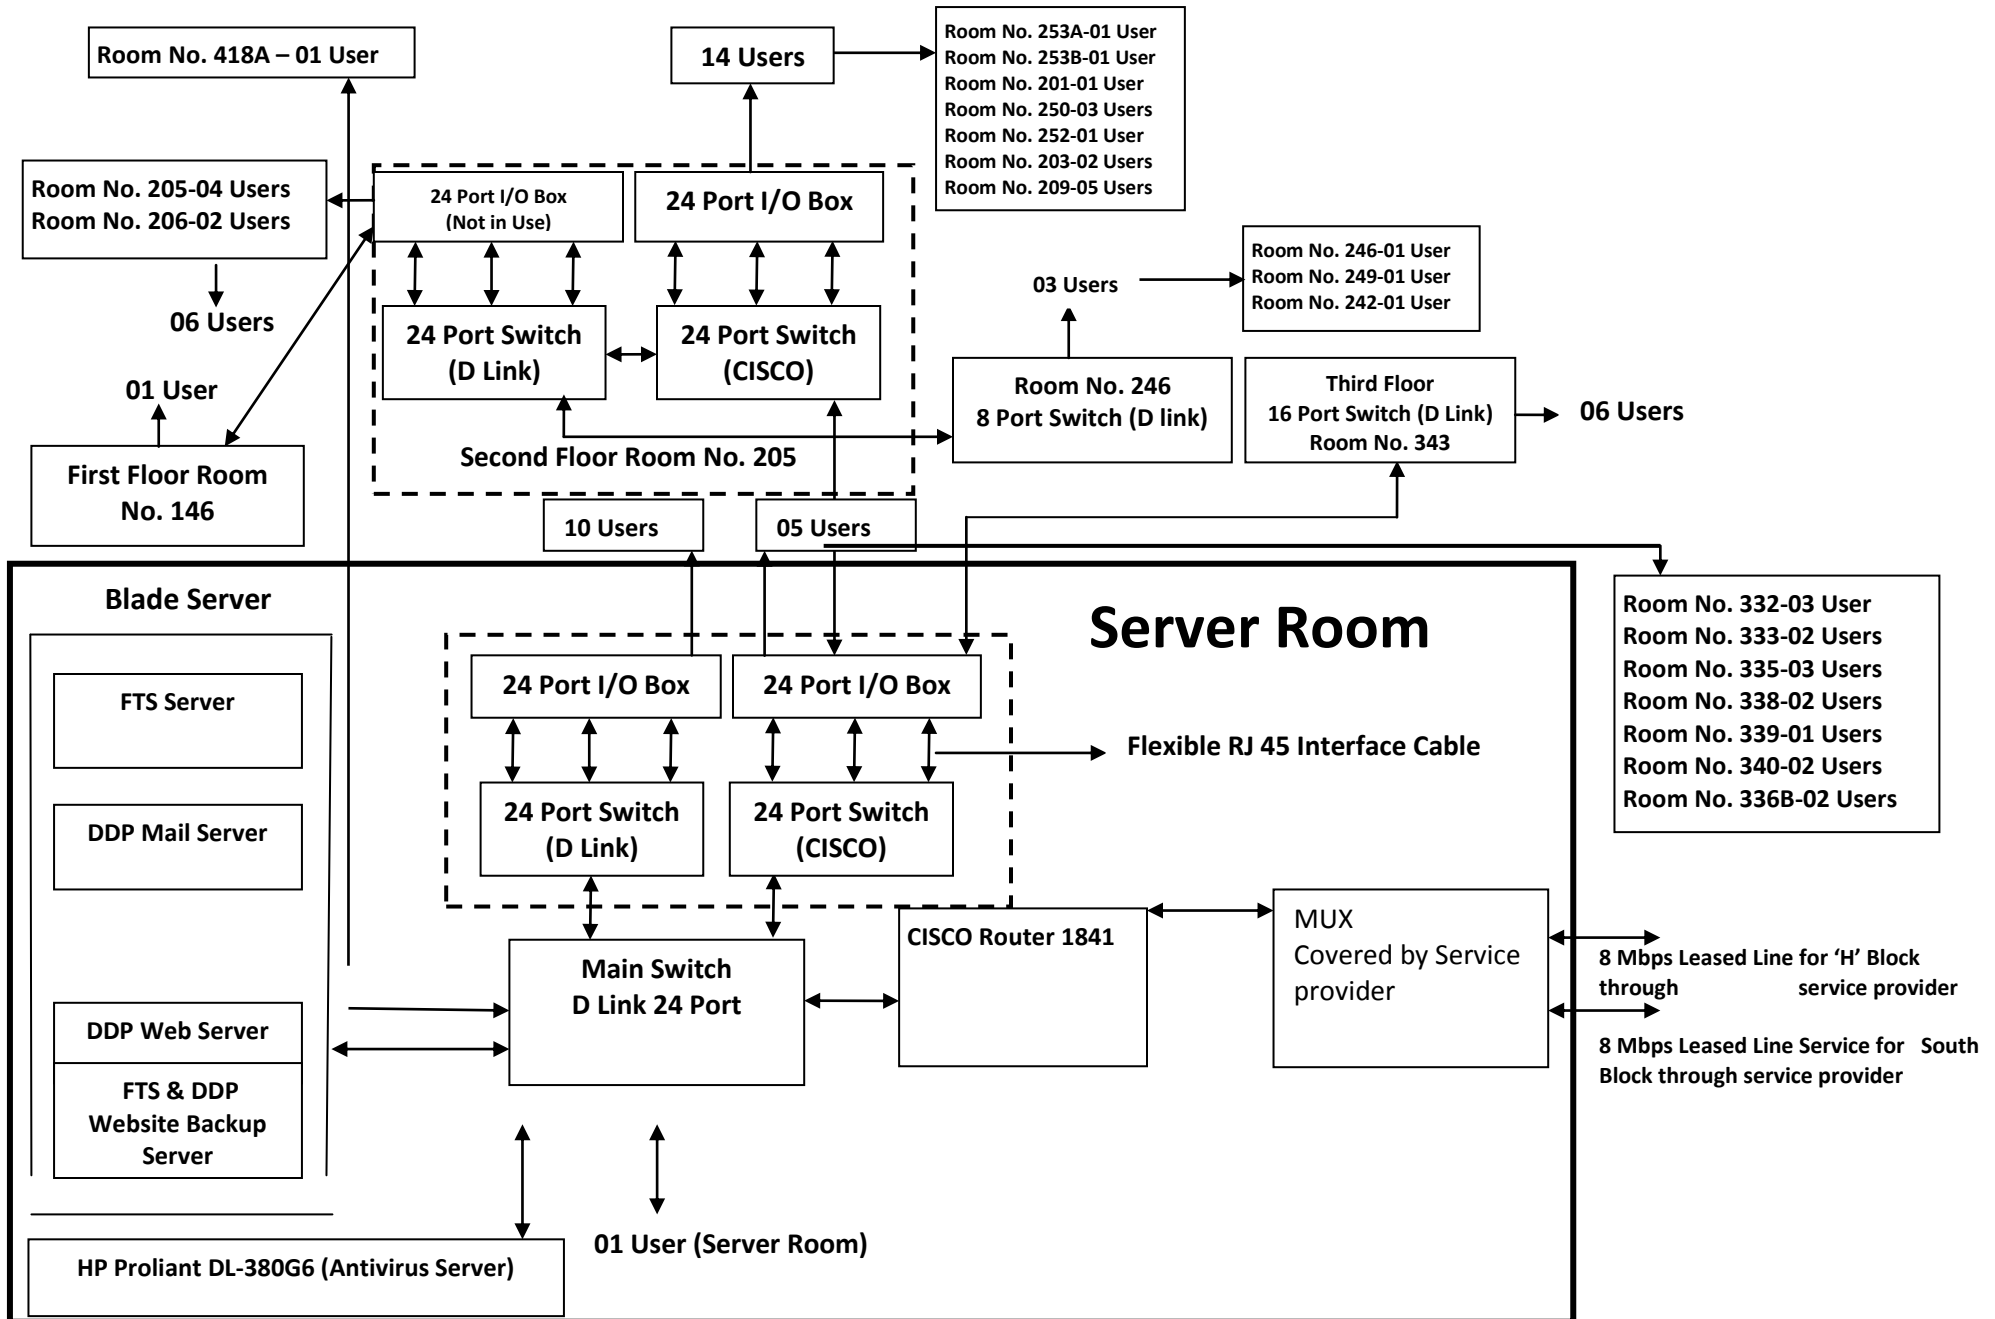 Room No. 418A – 01 User
14 Users
Room No. 253A-01 User
Room No. 253B-01 User
Room No. 201-01 User
Room No. 250-03 Users
Room No. 252-01 User
Room No. 203-02 Users
Room No. 209-05 Users
Room No. 205-04 Users
Room No. 206-02 Users
24 Port I/O Box
(Not in Use)
24 Port I/O Box
06 Users
24 Port Switch
(D Link)
24 Port Switch
(CISCO)
03 Users
Room No. 246-01 User
Room No. 249-01 User
Room No. 242-01 User
Room No. 246
8 Port Switch (D link)
Third Floor
16 Port Switch (D Link)
Room No. 343
06 Users
01 User
First Floor Room
No. 146
Second Floor Room No. 205
10 Users
05 Users
Blade Server
Server Room
Room No. 332-03 User
Room No. 333-02 Users
Room No. 335-03 Users
Room No. 338-02 Users
Room No. 339-01 Users
Room No. 340-02 Users
Room No. 336B-02 Users
FTS Server
24 Port I/O Box
24 Port I/O Box
Flexible RJ 45 Interface Cable
DDP Mail Server
24 Port Switch
(D Link)
24 Port Switch
(CISCO)
Main Switch
D Link 24 Port
CISCO Router 1841
MUX
Covered by Service
provider
8 Mbps Leased Line for ‘H’ Block
through service provider
8 Mbps Leased Line Service for South
Block through service provider
DDP Web Server
FTS & DDP
Website Backup
Server
01 User (Server Room)
HP Proliant DL-380G6 (Antivirus Server)